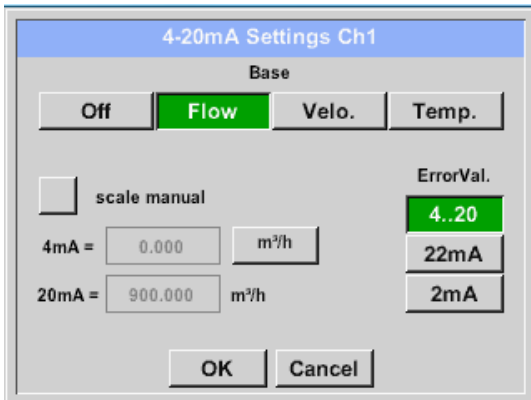 4-20mA Settings Ch1
Base
Off Flow Velo. Temp.
scale manual
4mA = 0.000 m³/h
20mA = 900.000 m³/h
ErrorVal.
4..20
22mA
2mA
OK Cancel